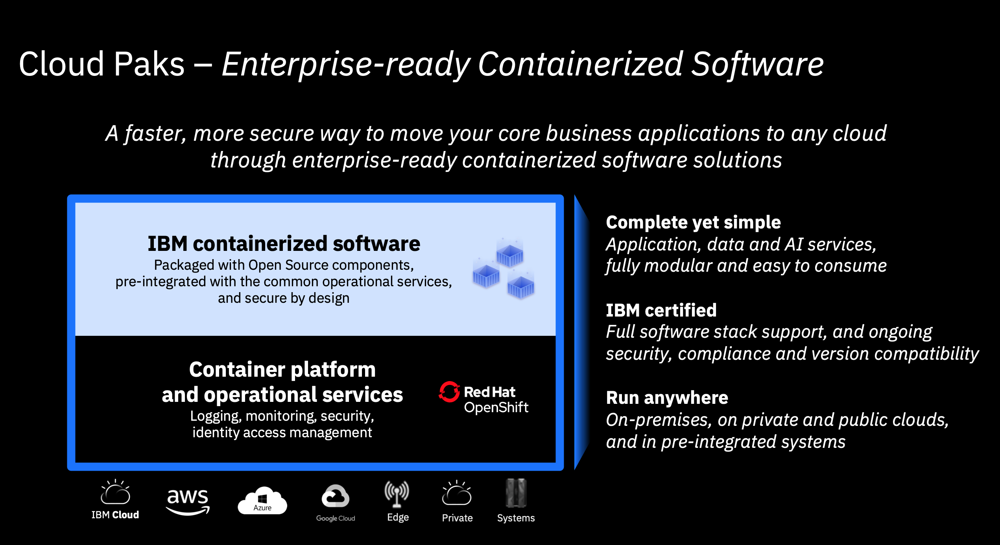 Cloud Paks – Enterprise-ready Containerized Software
A faster, more secure way to move your core business applications to any cloud
through enterprise-ready containerized software solutions
IBM containerized software
Packaged with Open Source components,
pre-integrated with the common operational services,
and secure by design
Container platform
and operational services
Logging, monitoring, security,
identity access management
Red Hat
OpenShift
Complete yet simple
Application, data and AI services,
fully modular and easy to consume
IBM certified
Full software stack support, and ongoing
security, compliance and version compatibility
Run anywhere
On-premises, on private and public clouds,
and in pre-integrated systems
IBM Cloud
aws
Azure
Google Cloud
Edge
Private
Systems